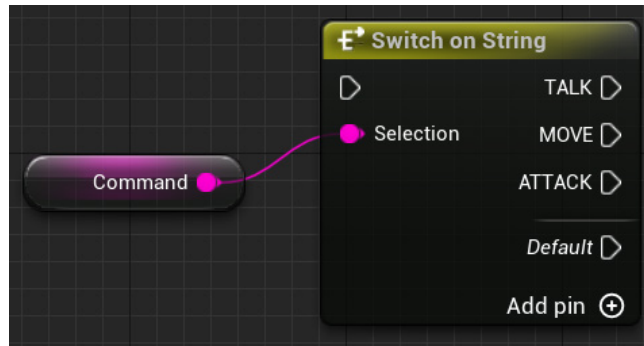 Switch on String
TALK
Selection
MOVE
Command
ATTACK
Default
Add pin